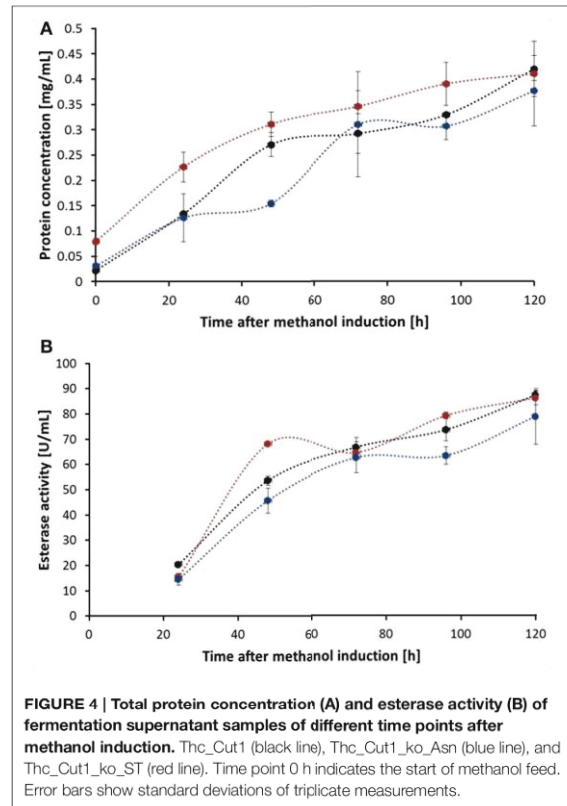 A
Protein concentration [mg/mL]
0.5
0.45
0.4
0.35
0.3
0.25
0.2
0.15
0.1
0.05
0
0 20 40 60 80 100 120
Time after methanol induction [h]
B
Esterase activity [U/mL]
100
90
80
70
60
50
40
30
20
10
0
0 20 40 60 80 100 120
Time after methanol induction [h]
FIGURE 4 | Total protein concentration (A) and esterase activity (B) of
fermentation supernatant samples of different time points after
methanol induction. Thc_Cut1 (black line), Thc_Cut1_ko_Asn (blue line), and
Thc_Cut1_ko_ST (red line). Time point 0 h indicates the start of methanol feed.
Error bars show standard deviations of triplicate measurements.